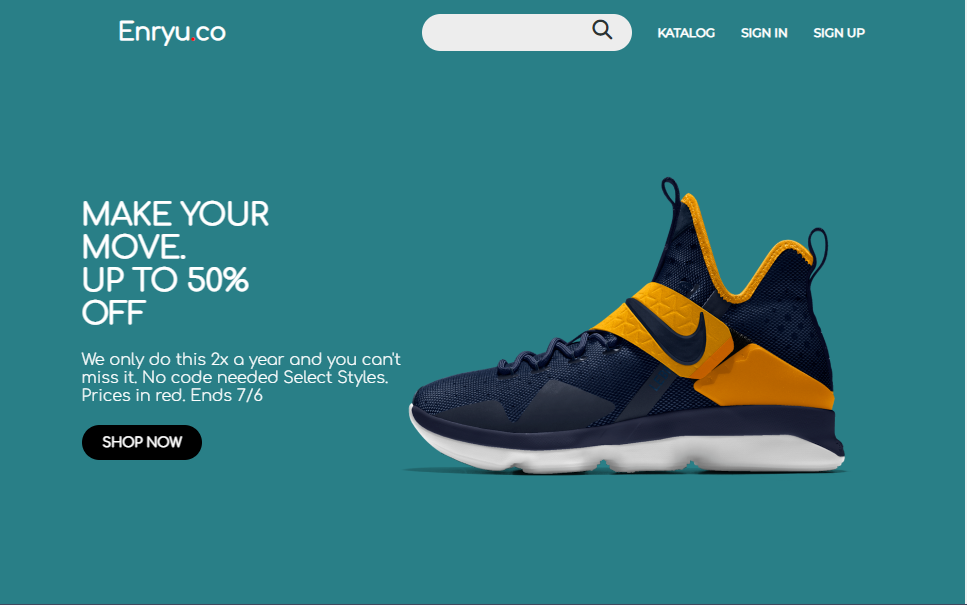 Enryu.co
KATALOG
SIGN IN
SIGN UP
MAKE YOUR
MOVE.
UP TO 50%
OFF
We only do this 2x a year and you can't
miss it. No code needed Select Styles.
Prices in red. Ends 7/6
SHOP NOW